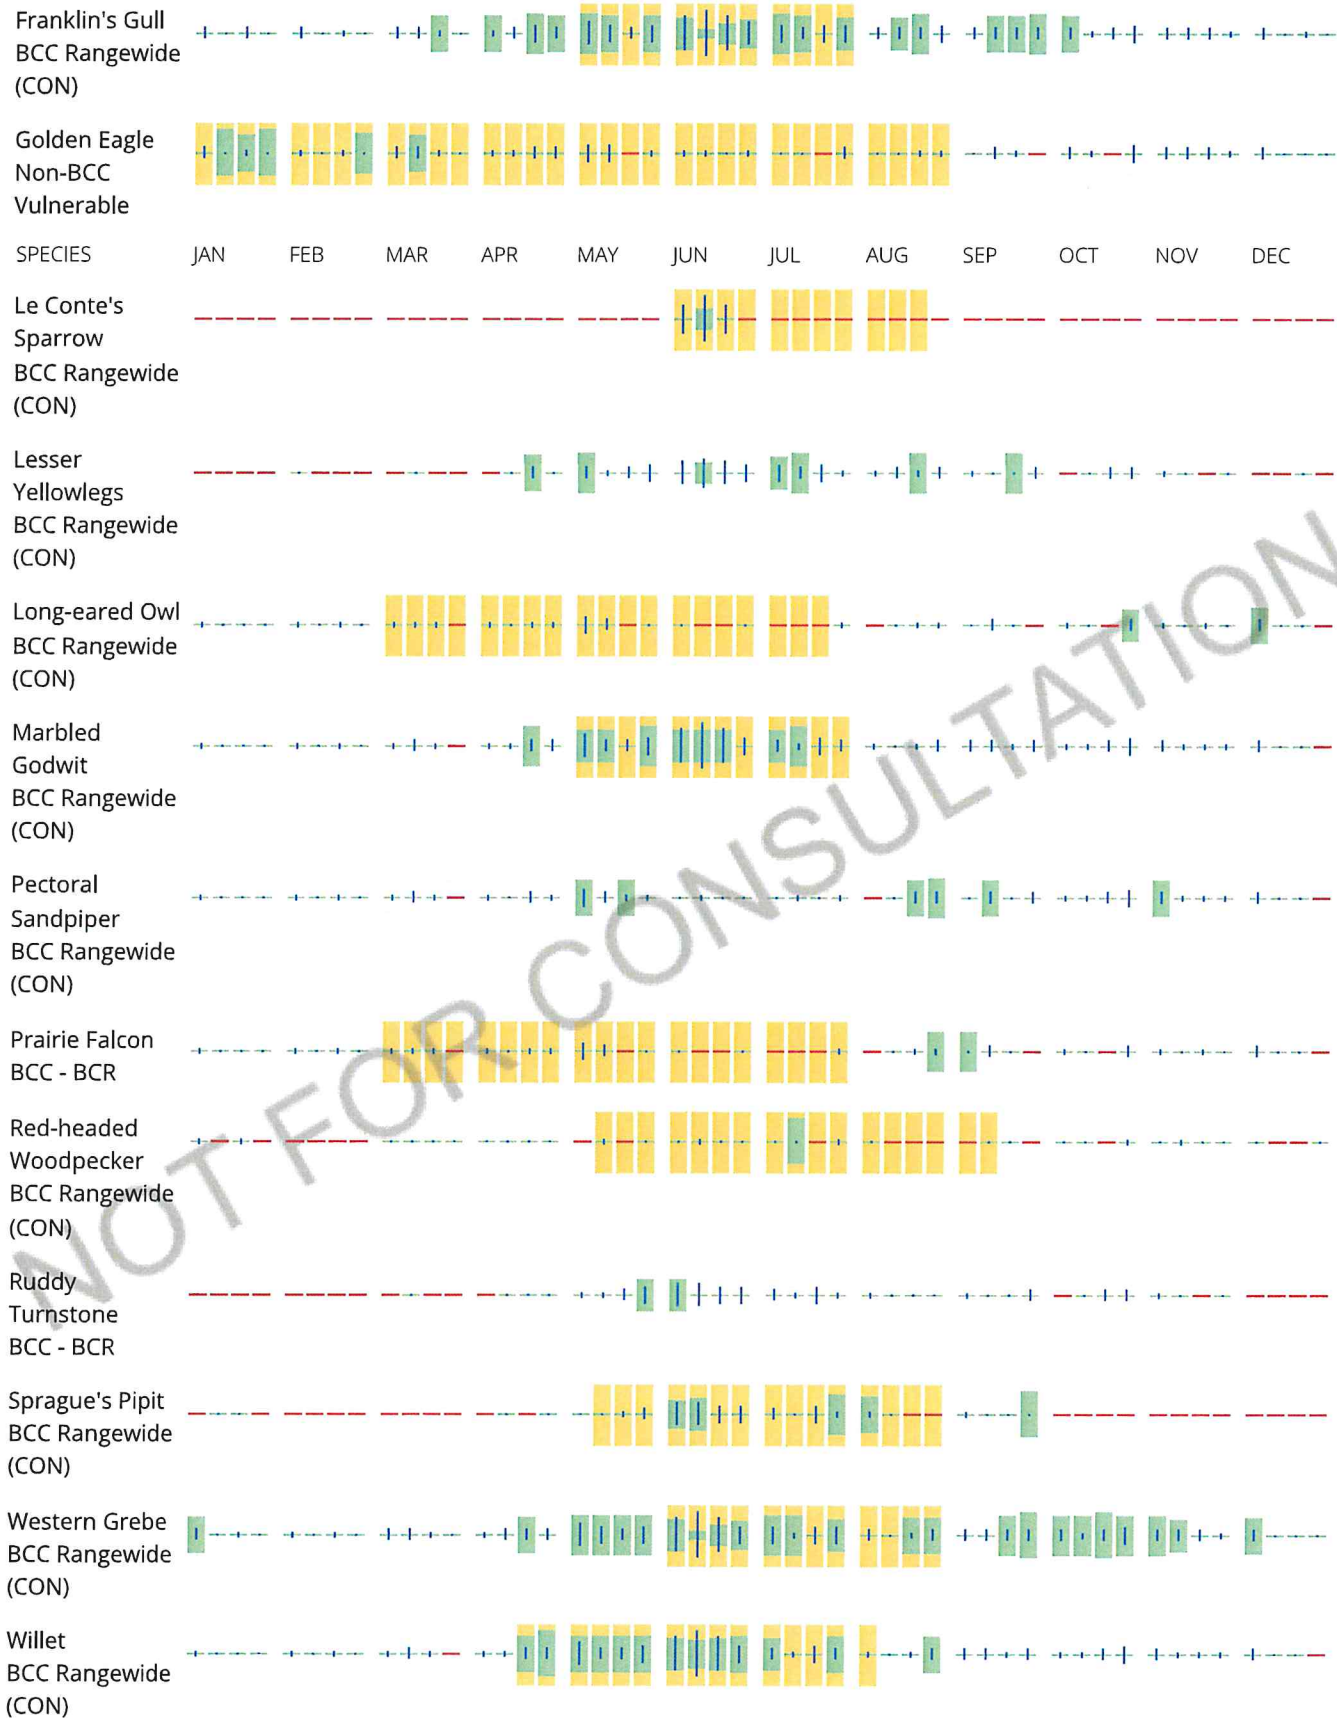 Franklin's Gull
BCC Rangewide
(CON)
Golden Eagle
Non-BCC
Vulnerable
SPECIES JAN FEB MAR APR MAY JUN JUL AUG SEP OCT NOV DEC
Le Conte's
Sparrow
BCC Rangewide
(CON)
Lesser
Yellowlegs
BCC Rangewide
(CON)
Long-eared Owl
BCC Rangewide
(CON)
Marbled
Godwit
BCC Rangewide
(CON)
Pectoral
Sandpiper
BCC Rangewide
(CON)
Prairie Falcon
BCC - BCR
Red-headed
Woodpecker
BCC Rangewide
(CON)
Ruddy
Turnstone
BCC - BCR
Sprague's Pipit
BCC Rangewide
(CON)
Western Grebe
BCC Rangewide
(CON)
Willet
BCC Rangewide
(CON)
NOT FOR CONSULTATION